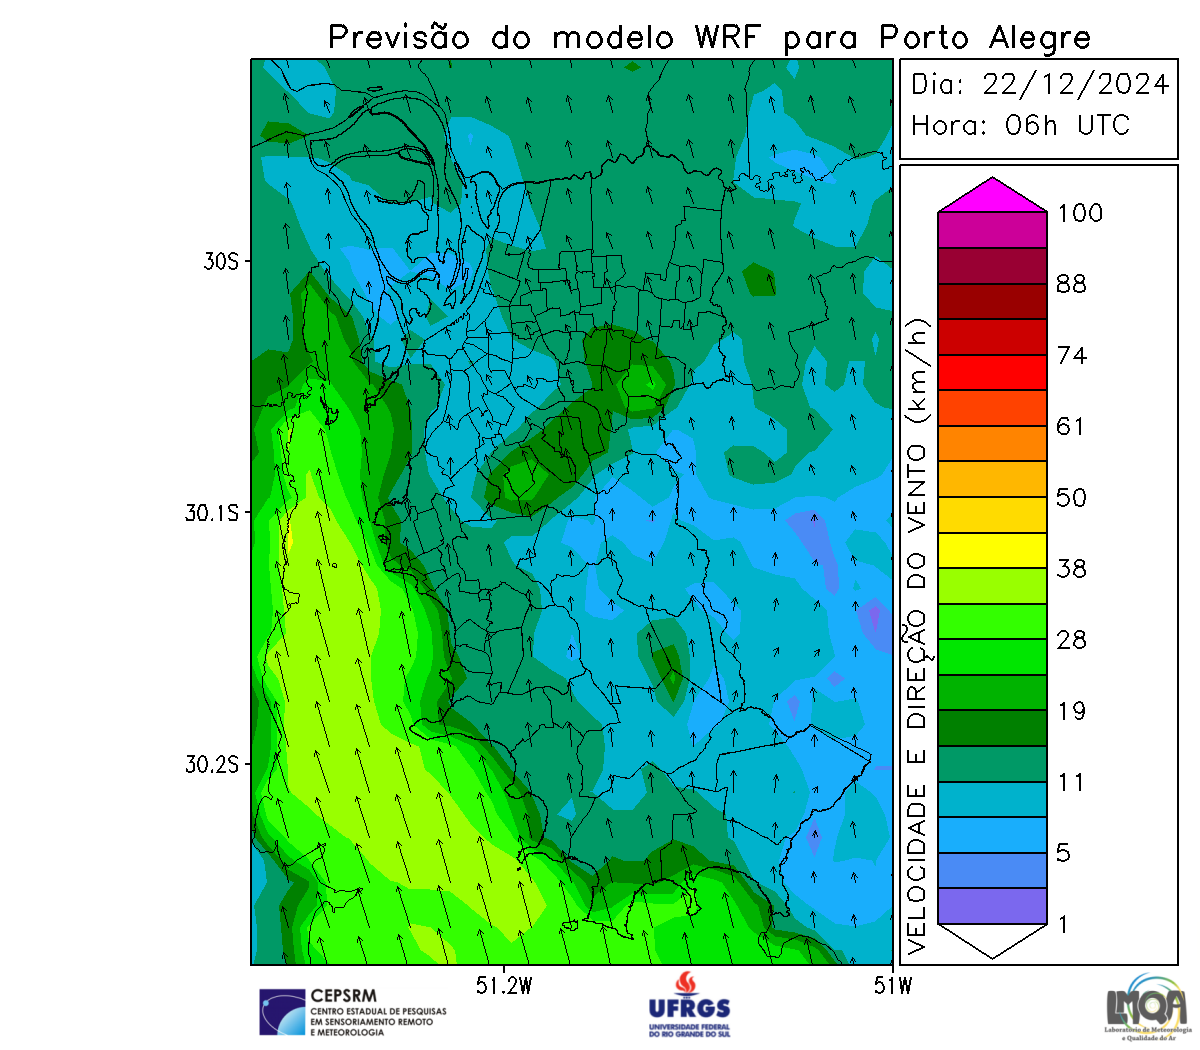 Previsão do modelo WRF para Porto Alegre
Dia: 22/12/2024
Hora: 06h UTC
100
88
74
61
50
38
28
19
11
5
1
VELOCIDADE E DIREÇÃO DO VENTO (km/h)
30S
30.1S
30.2S
51.2W
51W
CEPSRM
CENTRO ESTADUAL DE PESQUISAS
EM SENSORIAMENTO REMOTO
E METEOROLOGIA
UFRGS
UNIVERSIDADE FEDERAL
DO RIO GRANDE DO SUL
LMQA
Laboratório de Meteorologia
e Qualidade do Ar